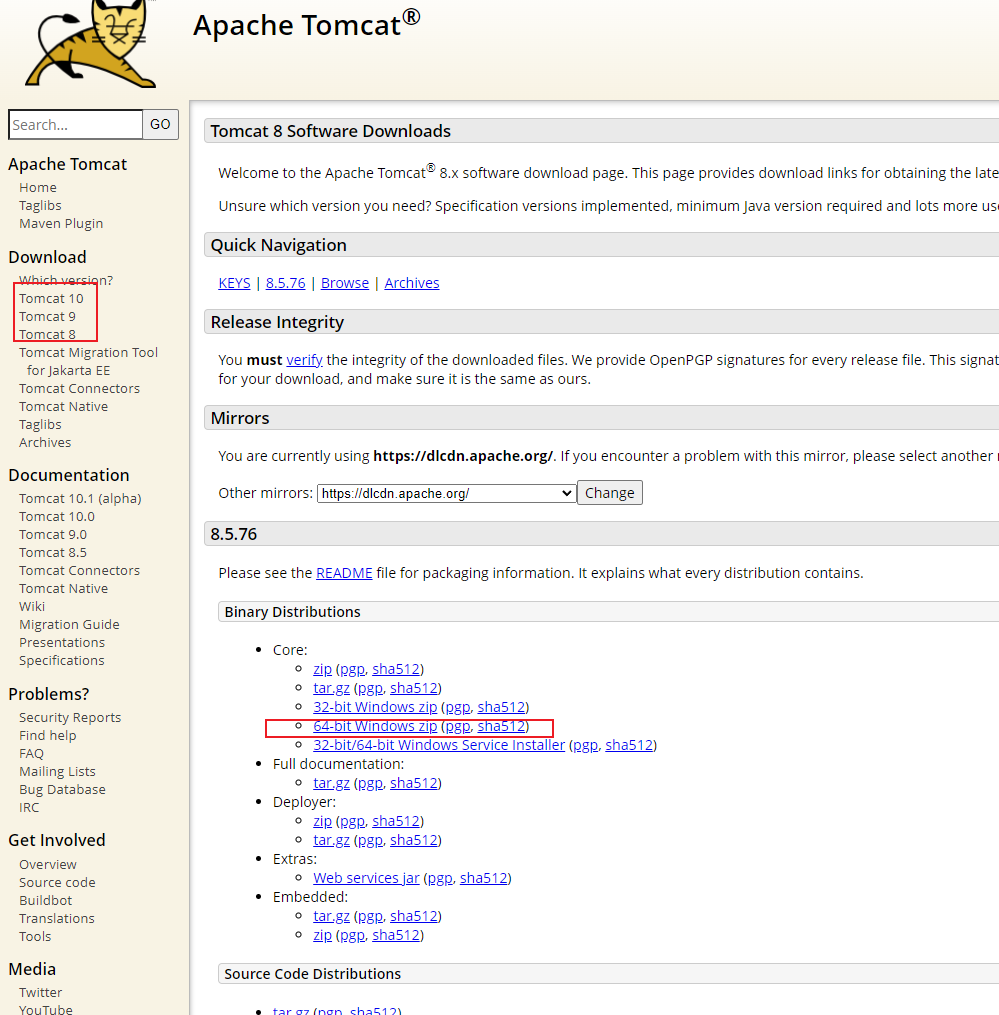 Apache Tomcat®
Search...
GO
Apache Tomcat
Home
Taglibs
Maven Plugin
Download
Which version?
Tomcat 10
Tomcat 9
Tomcat 8
Tomcat Migration Tool
for Jakarta EE
Tomcat Connectors
Tomcat Native
Taglibs
Archives
Documentation
Tomcat 10.1 (alpha)
Tomcat 10.0
Tomcat 9.0
Tomcat 8.5
Tomcat Connectors
Tomcat Native
Wiki
Migration Guide
Presentations
Specifications
Problems?
Security Reports
Find help
FAQ
Mailing Lists
Bug Database
IRC
Get Involved
Overview
Source code
Buildbot
Translations
Tools
Media
Twitter
YouTube
Tomcat 8 Software Downloads
Welcome to the Apache Tomcat® 8.x software download page. This page provides download links for obtaining the late
Unsure which version you need? Specification versions implemented, minimum Java version required and lots more use
Quick Navigation
KEYS | 8.5.76 | Browse | Archives
Release Integrity
You must verify the integrity of the downloaded files. We provide OpenPGP signatures for every release file. This signat
for your download, and make sure it is the same as ours.
Mirrors
You are currently using https://dlcdn.apache.org/. If you encounter a problem with this mirror, please select another
Other mirrors: https://dlcdn.apache.org/ Change
8.5.76
Please see the README file for packaging information. It explains what every distribution contains.
Binary Distributions
• Core:
zip (pgp, sha512)
tar.gz (pgp, sha512)
32-bit Windows zip (pgp, sha512)
64-bit Windows zip (pgp, sha512)
32-bit/64-bit Windows Service Installer (pgp, sha512)
• Full documentation:
tar.gz (pgp, sha512)
• Deployer:
zip (pgp, sha512)
tar.gz (pgp, sha512)
• Extras:
Web services jar (pgp, sha512)
• Embedded:
tar.gz (pgp, sha512)
zip (pgp, sha512)
Source Code Distributions
• tar.gz (pgp, sha512)